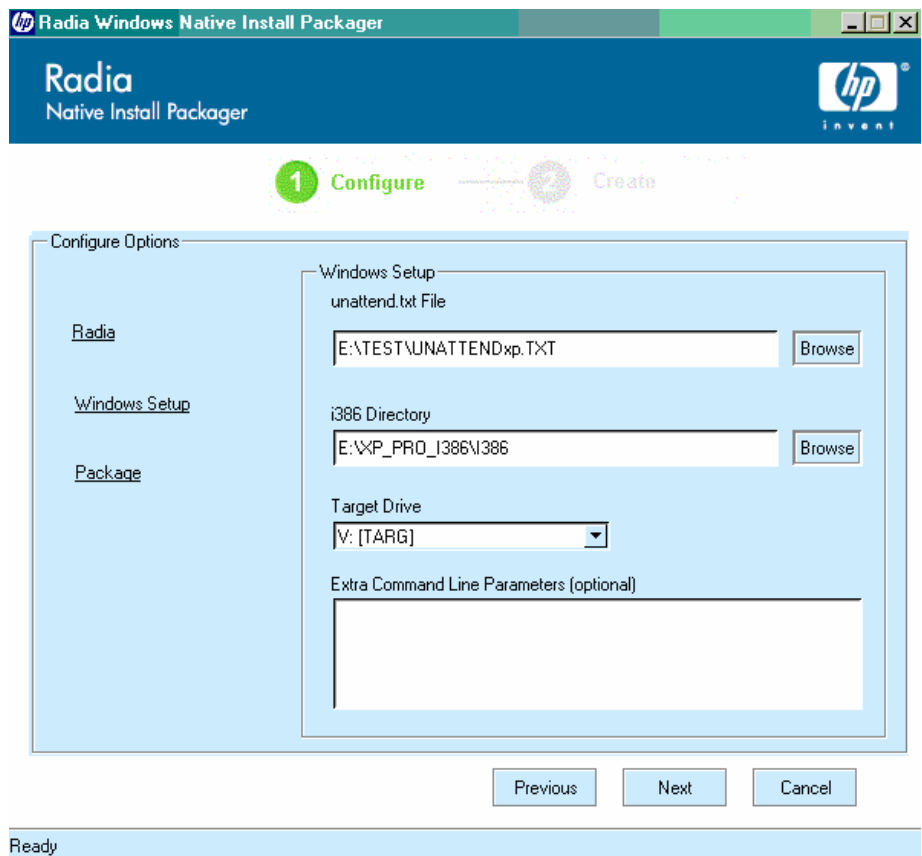 Radia Windows Native Install Packager
Radia
Native Install Packager
hp
®
invent
1 Configure
2 Create
Configure Options
Radia
Windows Setup
Package
Windows Setup
unattend.txt File
E:\TEST\UNATTENDxp.TXT
Browse
i386 Directory
E:\XP_PRO_I386\I386
Browse
Target Drive
V: [TARG]
Extra Command Line Parameters (optional)
Previous
Next
Cancel
Ready